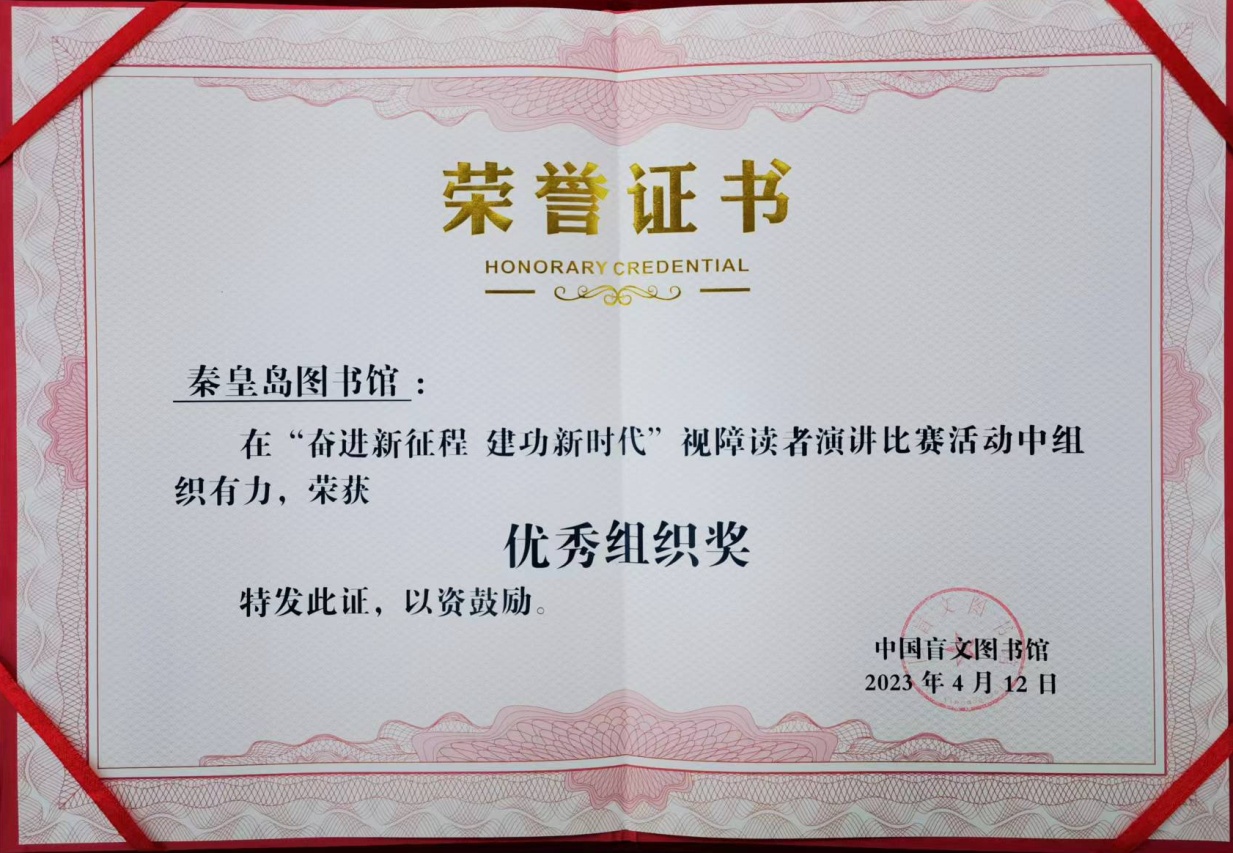 荣誉证书
HONORARY CREDENTIAL
秦皇岛图书馆：
在“奋进新征程 建功新时代”视障读者演讲比赛活动中组
织有力，荣获
优秀组织奖
特发此证，以资鼓励。
中国盲文图书馆
2023年4月12日